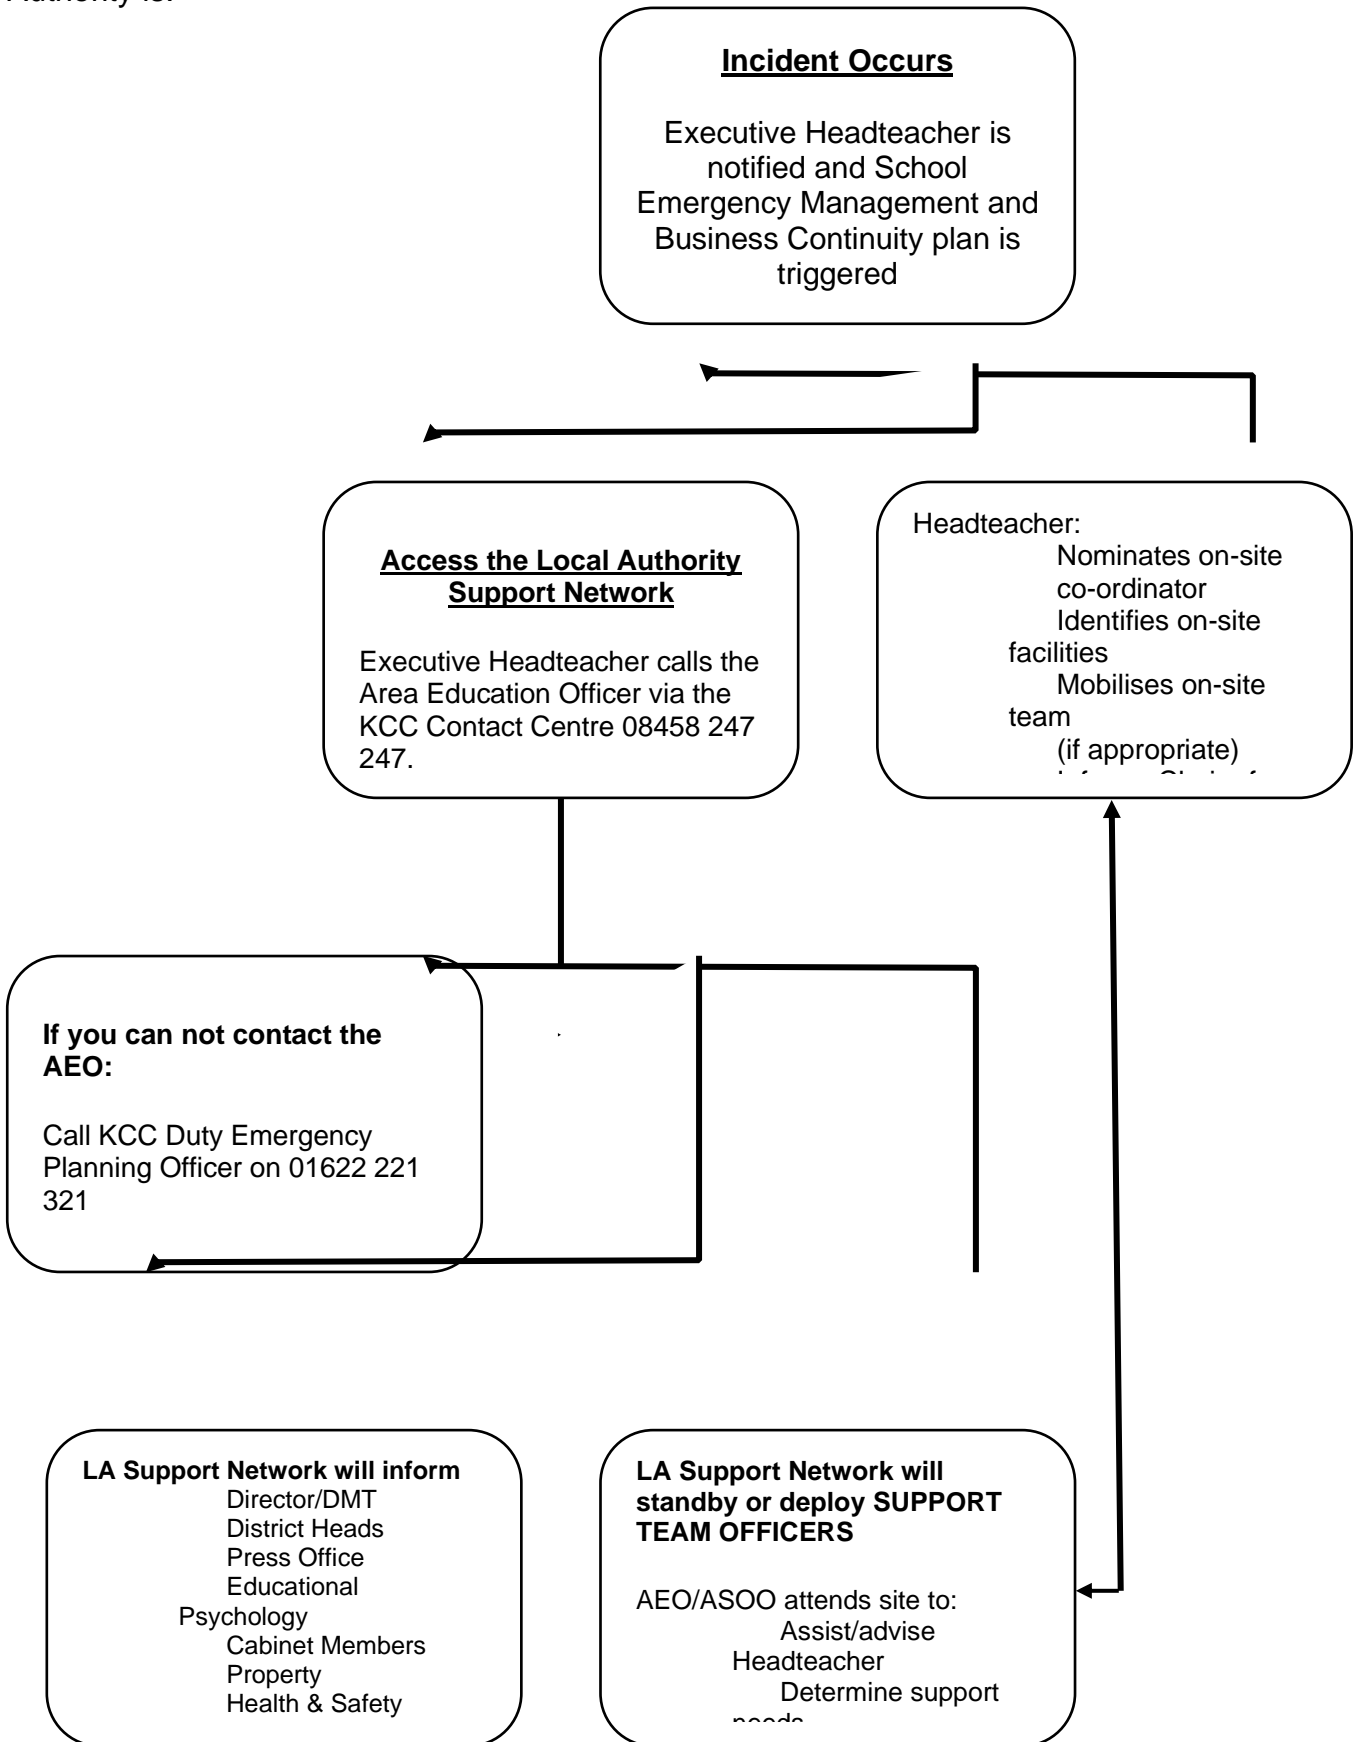 Authority is:
Incident Occurs
Executive Headteacher is
notified and School
Emergency Management and
Business Continuity plan is
triggered
Access the Local Authority
Support Network
Executive Headteacher calls the
Area Education Officer via the
KCC Contact Centre 08458 247
247.
Headteacher:
Nominates on-site
co-ordinator
Identifies on-site
facilities
Mobilises on-site
team
(if appropriate)
If you can not contact the
AEO:
Call KCC Duty Emergency
Planning Officer on 01622 221
321
LA Support Network will inform
Director/DMT
District Heads
Press Office
Educational
Psychology
Cabinet Members
Property
Health & Safety
LA Support Network will
standby or deploy SUPPORT
TEAM OFFICERS
AEO/ASOO attends site to:
Assist/advise
Headteacher
Determine support
needs